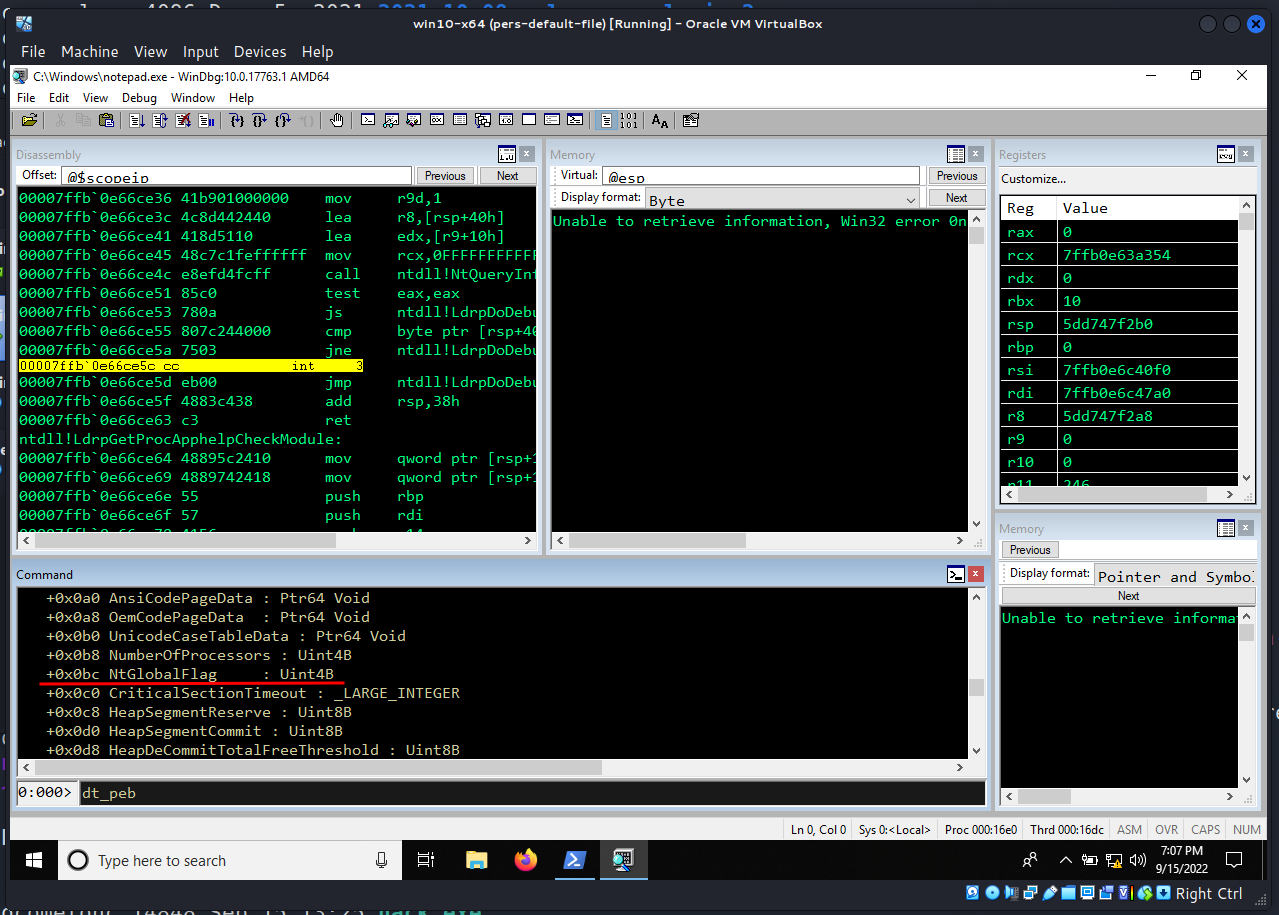 win10-x64 (pers-default-file) [Running] - Oracle VM VirtualBox
File Machine View Input Devices Help
C:\Windows\notepad.exe - WinDbg:10.0.17763.1 AMD64
File Edit View Debug Window Help
Disassembly
Offset: @$scopeip Previous Next
00007ffb`0e66ce36 41b901000000 mov r9d,1
00007ffb`0e66ce3c 4c8d442440 lea r8,[rsp+40h]
00007ffb`0e66ce41 418d5110 lea edx,[r9+10h]
00007ffb`0e66ce45 48c7c1feffffff mov rcx,0FFFFFFFFFF
00007ffb`0e66ce4c e8efd4fcff call ntdll!NtQueryInf
00007ffb`0e66ce51 85c0 test eax,eax
00007ffb`0e66ce53 780a js ntdll!LdrpDoDebu
00007ffb`0e66ce55 807c244000 cmp byte ptr [rsp+40
00007ffb`0e66ce5a 7503 jne ntdll!LdrpDoDebu
00007ffb`0e66ce5c cc int 3
00007ffb`0e66ce5d eb00 jmp ntdll!LdrpDoDebu
00007ffb`0e66ce5f 4883c438 add rsp,38h
00007ffb`0e66ce63 c3 ret
ntdll!LdrpGetProcApphelpCheckModule:
00007ffb`0e66ce64 48895c2410 mov qword ptr [rsp+1
00007ffb`0e66ce69 4889742418 mov qword ptr [rsp+1
00007ffb`0e66ce6e 55 push rbp
00007ffb`0e66ce6f 57 push rdi
Memory
Virtual: @esp Previous
Display format: Byte Next
Unable to retrieve information, Win32 error 0n
Registers
Customize...
Reg Value
rax 0
rcx 7ffb0e63a354
rdx 0
rbx 10
rsp 5dd747f2b0
rbp 0
rsi 7ffb0e6c40f0
rdi 7ffb0e6c47a0
r8 5dd747f2a8
r9 0
r10 0
r11 246
Memory
Previous
Display format: Pointer and Symbol
Next
Unable to retrieve informa
Command
+0x0a0 AnsiCodePageData : Ptr64 Void
+0x0a8 OemCodePageData : Ptr64 Void
+0x0b0 UnicodeCaseTableData : Ptr64 Void
+0x0b8 NumberOfProcessors : Uint4B
+0x0bc NtGlobalFlag : Uint4B
+0x0c0 CriticalSectionTimeout : _LARGE_INTEGER
+0x0c8 HeapSegmentReserve : Uint8B
+0x0d0 HeapSegmentCommit : Uint8B
+0x0d8 HeapDeCommitTotalFreeThreshold : Uint8B
0:000> dt_peb
Ln 0, Col 0 Sys 0:<Local> Proc 000:16e0 Thrd 000:16dc ASM OVR CAPS NUM
Type here to search
7:07 PM
9/15/2022
Right Ctrl